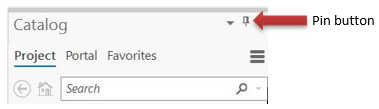 Catalog
Pin button
Project Portal Favorites
Search